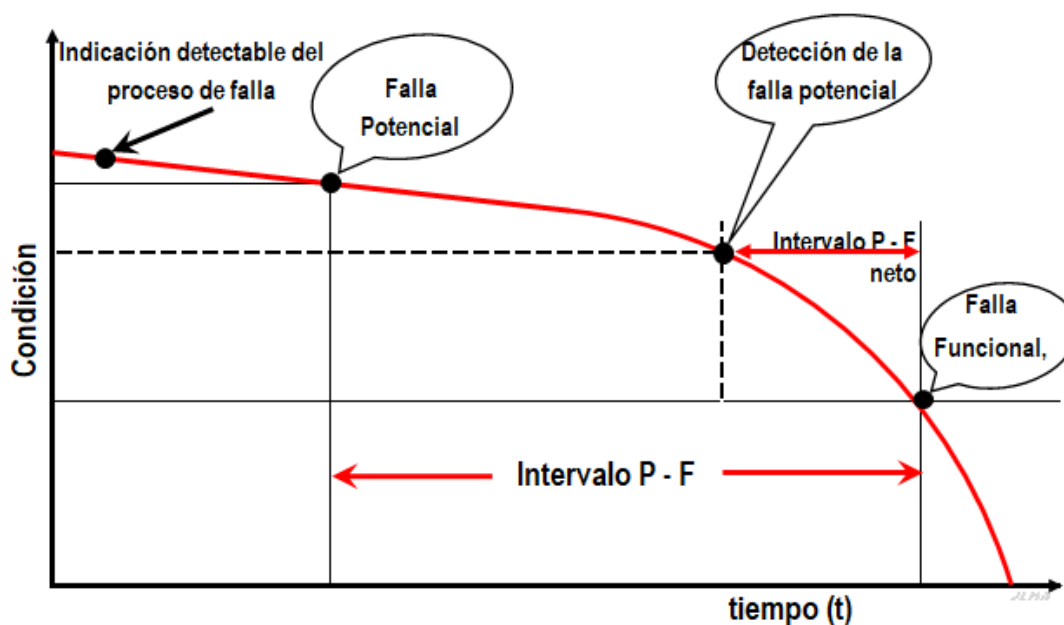 Indicación detectable del
proceso de falla
Falla
Potencial
Detección de la
falla potencial
Intervalo P - F
neto
Falla
Funcional,
Condición
Intervalo P - F
tiempo (t)